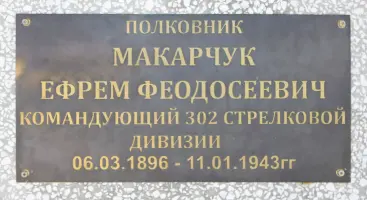 ПОЛКОВНИК
МАКАРЧУК
ЕФРЕМ ФЕОДОСЕЕВИЧ
КОМАНДУЮЩИЙ 302 СТРЕЛКОВОЙ
ДИВИЗИИ
06.03.1896 - 11.01.1943гг